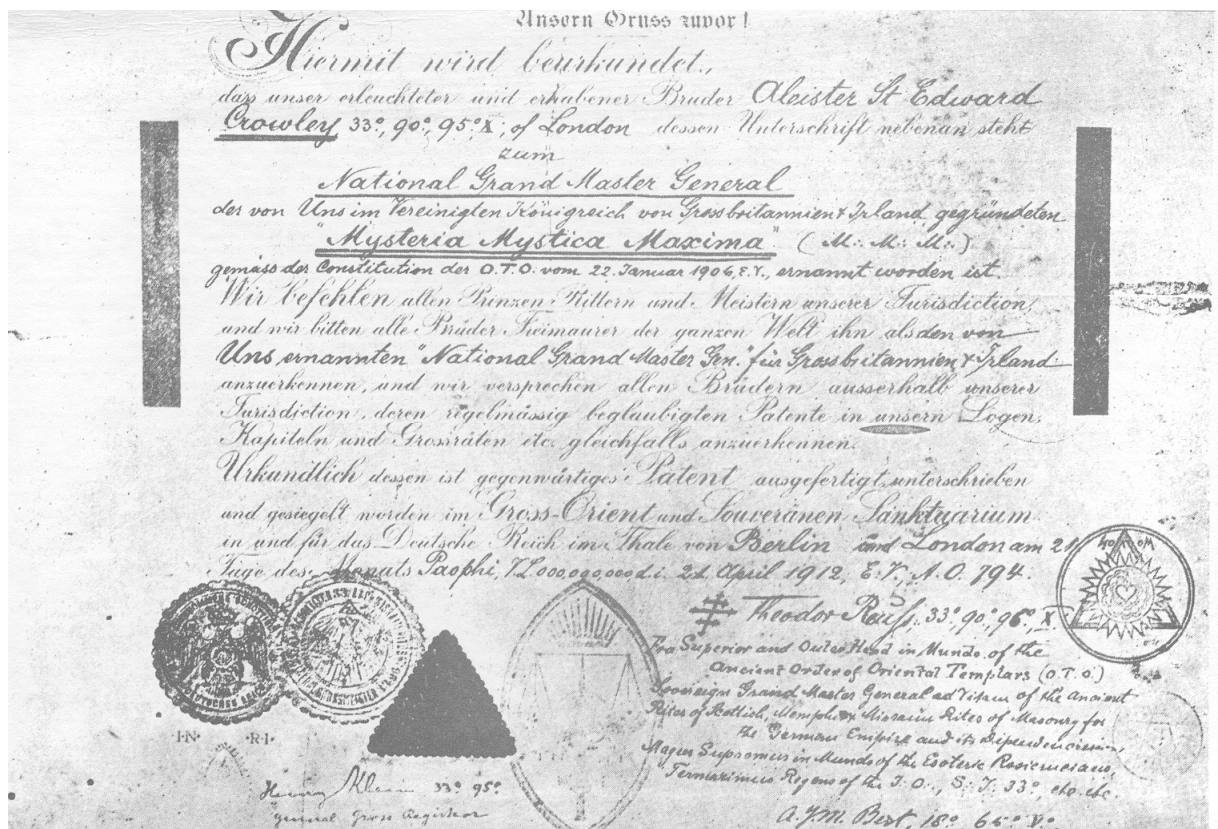 Unsern Gruss zuvor!
Hiermit wird beurkundet,
dass unser erleuchteter und erhabener Bruder Aleister St Edward
Crowley 33°, 90°, 95° X, of London dessen Unterschrift nebenan steht
zum
National Grand Master General
des von Uns im Vereinigten Königreich von Grossbritannien & Irland gegründeten
"Mysteria Mystica Maxima" (M∴ M∴ M∴)
gemäss der Constitution der O.T.O. vom 22. Januar 1906, E.V., ernannt worden ist.
Wir befehlen allen Prinzen Rittern und Meistern unserer Jurisdiction,
und wir bitten alle Brüder Freimaurer der ganzen Welt ihn als den von
Uns ernannten "National Grand Master Gen." für Grossbritannien & Irland
anzuerkennen, und wir versprechen allen Brüdern ausserhalb unserer
Jurisdiction, deren regelmässig beglaubigten Patente in unsern Logen,
Kapiteln und Grossräten etc. gleichfalls anzuerkennen.
Urkundlich dessen ist gegenwärtiges Patent ausgefertigt, unterschrieben
und gesiegelt worden im Gross-Orient und Souveränen Sanktuarium
in und für das Deutsche Reich im Thale von Berlin und London am 21
Tage des Monats Paophi, V.L. 000,000,000 d.i. 21 April 1912, E.V., A.O. 794.
Theodor Reuss, 33° 90° 96°, X°
Fra Superior and Outer Head in Mundo of the
Ancient Order of Oriental Templars (O.T.O.)
Sovereign Grand Master General ad Vitam of the Ancient
Rites of Scottish, Memphis & Misraim Rites of Masonry for
the German Empire and its Dependencies,
Magus Supremus in Mundo of the Esoteric Rosicrucians,
Termaximus Regens of the I.O., S.I. 33°, etc. etc.
I·N· ·R·I·
Henry Klein 33° 95°
General Gross Registrar
A.J.M. Bert, 18° 65° V°